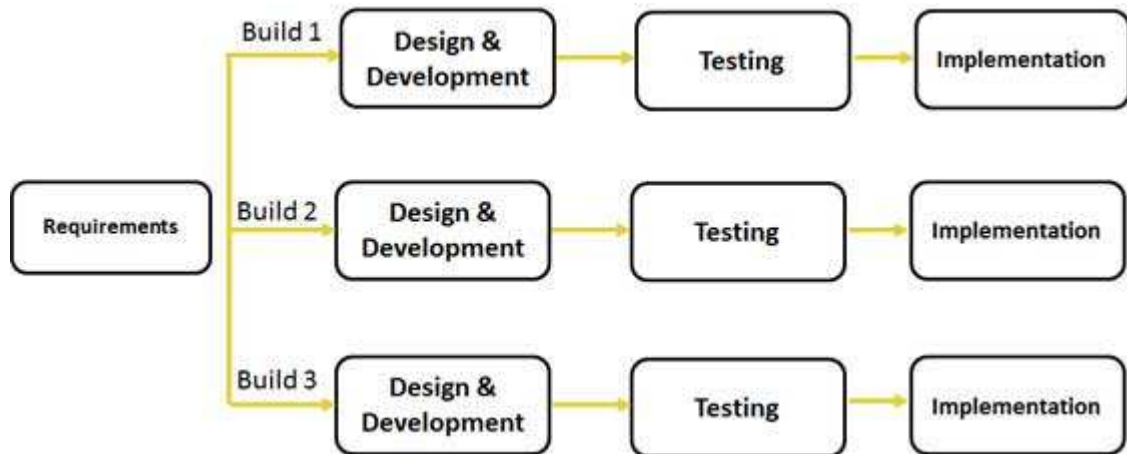 Build 1
Design &
Development
Testing
Implementation
Requirements
Build 2
Design &
Development
Testing
Implementation
Build 3
Design &
Development
Testing
Implementation